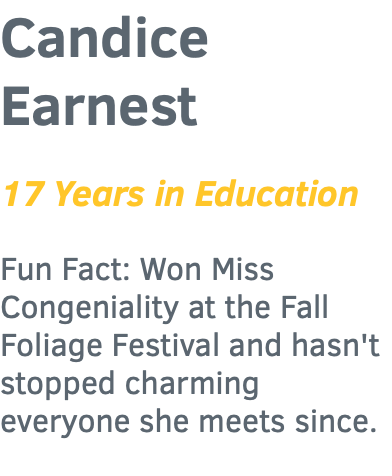 Candice
Earnest
17 Years in Education
Fun Fact: Won Miss
Congeniality at the Fall
Foliage Festival and hasn't
stopped charming
everyone she meets since.